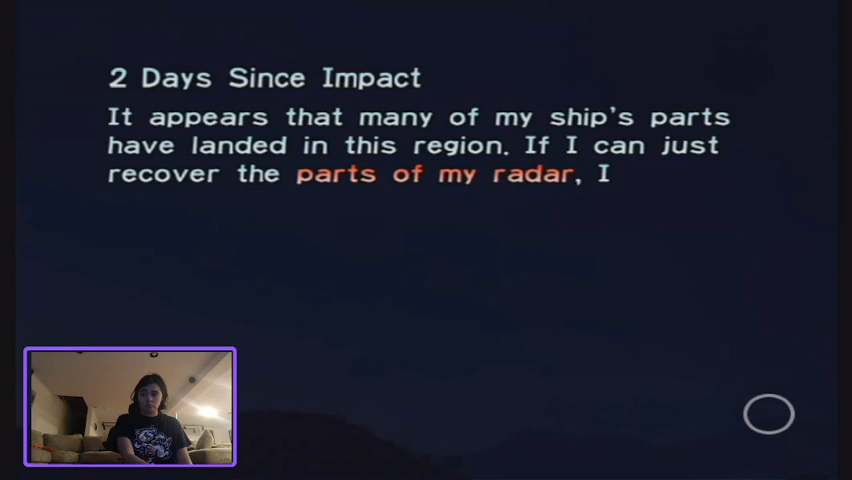 2 Days Since Impact
It appears that many of my ship's parts
have landed in this region. If I can just
recover the parts of my radar, I